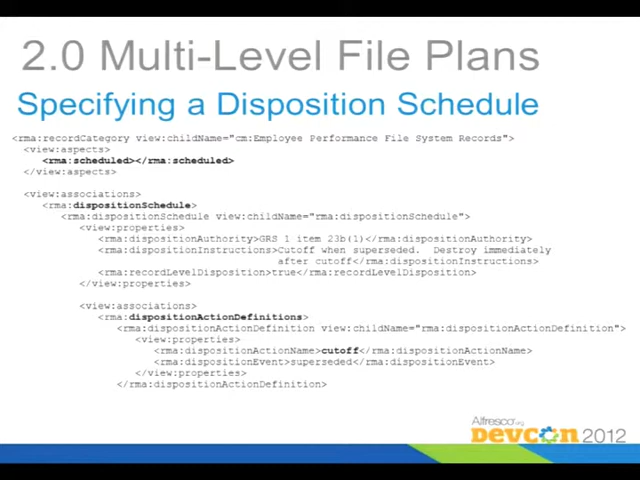 2.0 Multi-Level File Plans
Specifying a Disposition Schedule
<rma:recordCategory view:childName="cm:Employee Performance File System Records">
<view:aspects>
<rma:scheduled></rma:scheduled>
</view:aspects>
<view:associations>
<rma:dispositionSchedule>
<rma:dispositionSchedule view:childName="rma:dispositionSchedule">
<view:properties>
<rma:dispositionAuthority>GRS 1 item 23b(1)</rma:dispositionAuthority>
<rma:dispositionInstructions>Cutoff when superseded. Destroy immediately
after cutoff</rma:dispositionInstructions>
<rma:recordLevelDisposition>true</rma:recordLevelDisposition>
</view:properties>
<view:associations>
<rma:dispositionActionDefinitions>
<rma:dispositionActionDefinition view:childName="rma:dispositionActionDefinition">
<view:properties>
<rma:dispositionActionName>cutoff</rma:dispositionActionName>
<rma:dispositionEvent>superseded</rma:dispositionEvent>
</view:properties>
</rma:dispositionActionDefinition>
Alfresco.org
DEVCON 2012